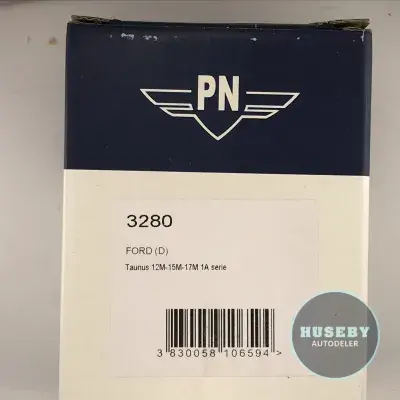 PN
3280
FORD (D)
Taunus 12M-15M-17M 1A serie
3 830058 106594 >
HUSEBY
AUTODELER